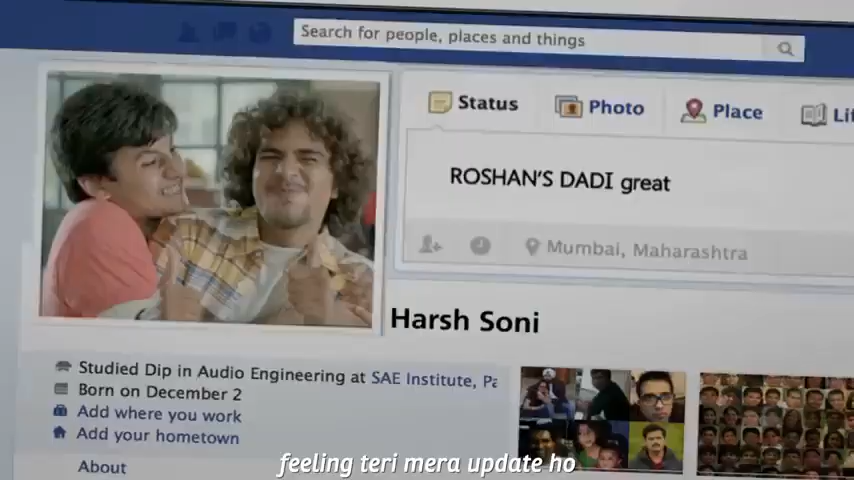 Search for people, places and things
Status
Photo
Place
Li
ROSHAN'S DADI great
Mumbai, Maharashtra
Harsh Soni
Studied Dip in Audio Engineering at SAE Institute, Pa
Born on December 2
Add where you work
Add your hometown
About
feeling teri mera update ho